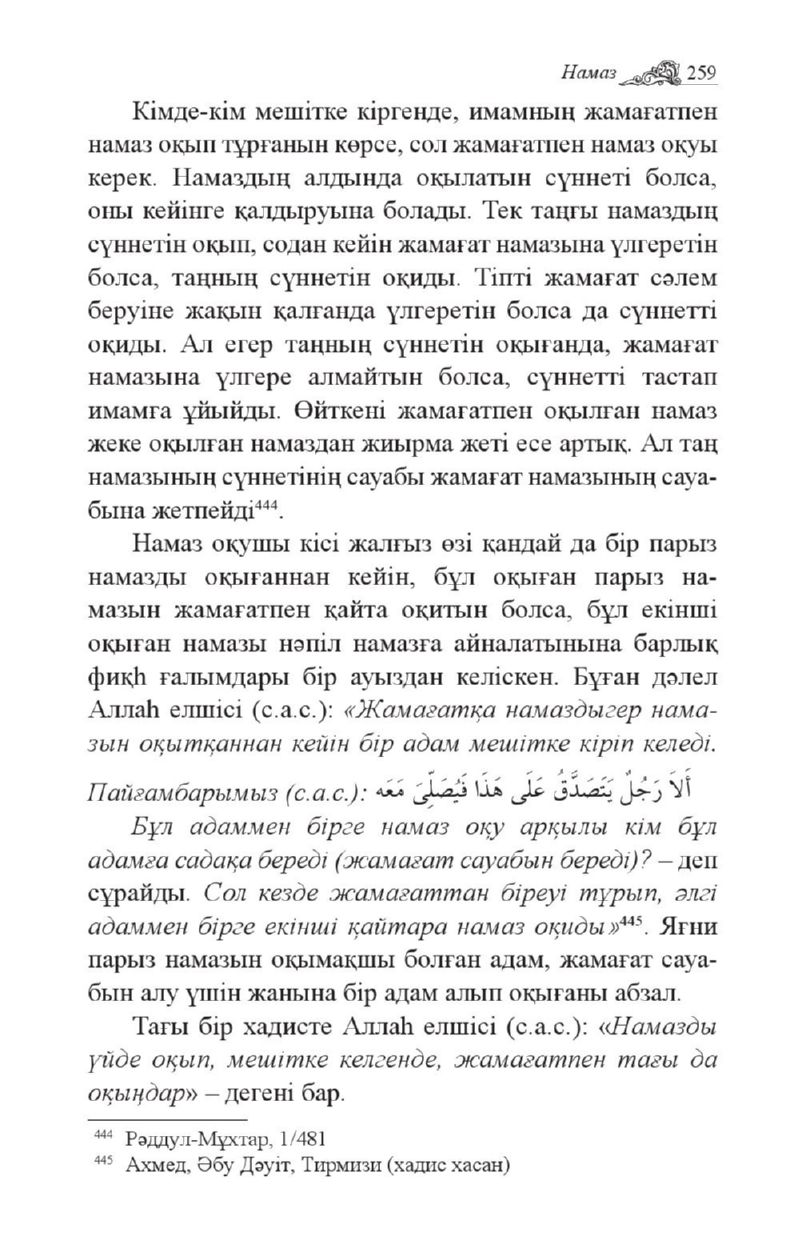 Намаз 259
Кімде-кім мешітке кіргенде, имамның жамағатпен
намаз оқып тұрғанын көрсе, сол жамағатпен намаз оқуы
керек. Намаздың алдында оқылатын сүннеті болса,
оны кейінге қалдыруына болады. Тек таңғы намаздың
сүннетін оқып, содан кейін жамағат намазына үлгеретін
болса, таңның сүннетін оқиды. Тіпті жамағат сәлем
беруіне жақын қалғанда үлгеретін болса да сүннетті
оқиды. Ал егер таңның сүннетін оқығанда, жамағат
намазына үлгере алмайтын болса, сүннетті тастап
имамға ұйыйды. Өйткені жамағатпен оқылған намаз
жеке оқылған намаздан жиырма жеті есе артық. Ал таң
намазының сүннетінің сауабы жамағат намазының сауа-
бына жетпейді⁴⁴⁴.
Намаз оқушы кісі жалғыз өзі қандай да бір парыз
намазды оқығаннан кейін, бұл оқыған парыз на-
мазын жамағатпен қайта оқитын болса, бұл екінші
оқыған намазы нәпіл намазға айналатынына барлық
фиқһ ғалымдары бір ауыздан келіскен. Бұған дәлел
Аллаһ елшісі (с.а.с.): «Жамағатқа намаздыгер нама-
зын оқытқаннан кейін бір адам мешітке кіріп келеді.
Пайғамбарымыз (с.а.с.): أَلاَ رَجُلٌ يَتَصَدَّقُ عَلَى هَذَا فَيُصَلِّيَ مَعَه
Бұл адаммен бірге намаз оқу арқылы кім бұл
адамға садақа береді (жамағат сауабын береді)? – деп
сұрайды. Сол кезде жамағаттан біреуі тұрып, әлгі
адаммен бірге екінші қайтара намаз оқиды»⁴⁴⁵. Яғни
парыз намазын оқымақшы болған адам, жамағат сауа-
бын алу үшін жанына бір адам алып оқығаны абзал.
Тағы бір хадисте Аллаһ елшісі (с.а.с.): «Намазды
үйде оқып, мешітке келгенде, жамағатпен тағы да
оқыңдар» – дегені бар.
⁴⁴⁴ Рәддул-Мұхтар, 1/481
⁴⁴⁵ Ахмед, Әбу Дәуіт, Тирмизи (хадис хасан)